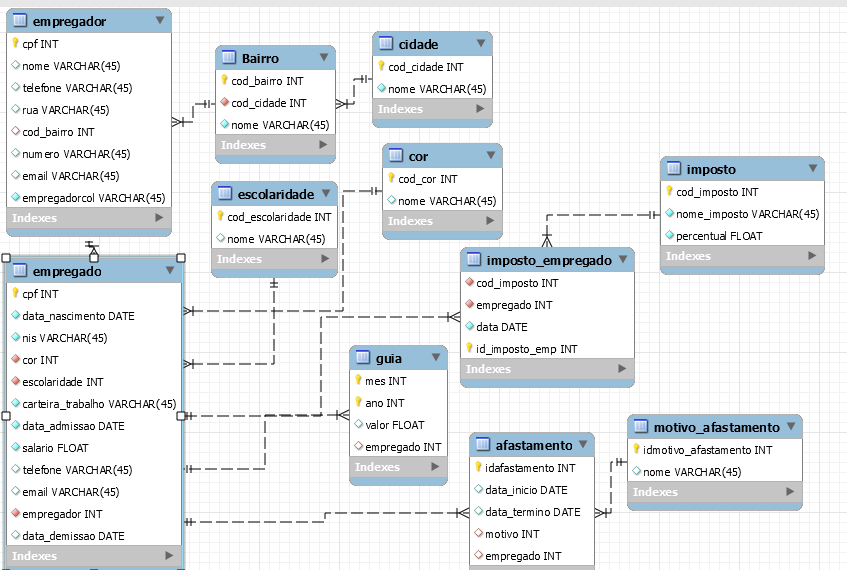 empregador
cpf INT
nome VARCHAR(45)
telefone VARCHAR(45)
rua VARCHAR(45)
cod_bairro INT
numero VARCHAR(45)
email VARCHAR(45)
empregadorcol VARCHAR(45)
Indexes
Bairro
cod_bairro INT
cod_cidade INT
nome VARCHAR(45)
Indexes
cidade
cod_cidade INT
nome VARCHAR(45)
Indexes
cor
cod_cor INT
nome VARCHAR(45)
Indexes
escolaridade
cod_escolaridade INT
nome VARCHAR(45)
Indexes
imposto
cod_imposto INT
nome_imposto VARCHAR(45)
percentual FLOAT
Indexes
empregado
cpf INT
data_nascimento DATE
nis VARCHAR(45)
cor INT
escolaridade INT
carteira_trabalho VARCHAR(45)
data_admissao DATE
salario FLOAT
telefone VARCHAR(45)
email VARCHAR(45)
empregador INT
data_demissao DATE
Indexes
imposto_empregado
cod_imposto INT
empregado INT
data DATE
id_imposto_emp INT
Indexes
guia
mes INT
ano INT
valor FLOAT
empregado INT
Indexes
afastamento
idafastamento INT
data_inicio DATE
data_termino DATE
motivo INT
empregado INT
motivo_afastamento
idmotivo_afastamento INT
nome VARCHAR(45)
Indexes